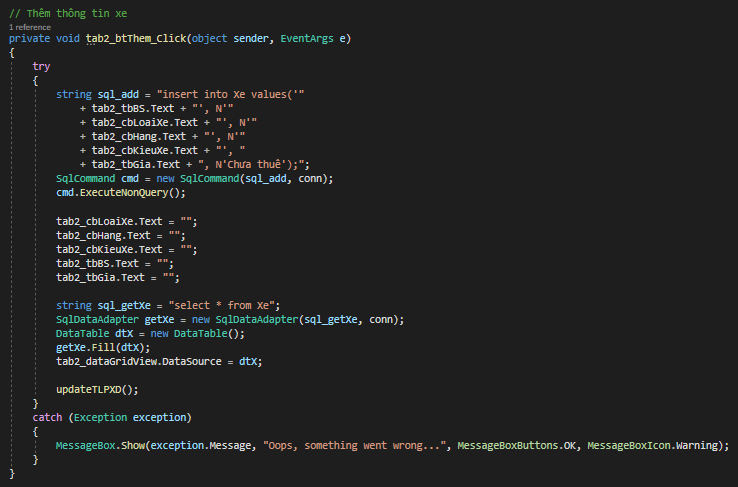 // Thêm thông tin xe
1 reference
private void tab2_btThem_Click(object sender, EventArgs e)
{
try
{
string sql_add = "insert into Xe values('"
+ tab2_tbBS.Text + "', N'"
+ tab2_cbLoaiXe.Text + "', N'"
+ tab2_cbHang.Text + "', N'"
+ tab2_cbKieuXe.Text + "', "
+ tab2_tbGia.Text + ", N'Chưa thuê');";
SqlCommand cmd = new SqlCommand(sql_add, conn);
cmd.ExecuteNonQuery();
tab2_cbLoaiXe.Text = "";
tab2_cbHang.Text = "";
tab2_cbKieuXe.Text = "";
tab2_tbBS.Text = "";
tab2_tbGia.Text = "";
string sql_getXe = "select * from Xe";
SqlDataAdapter getXe = new SqlDataAdapter(sql_getXe, conn);
DataTable dtX = new DataTable();
getXe.Fill(dtX);
tab2_dataGridView.DataSource = dtX;
updateTLPXD();
}
catch (Exception exception)
{
MessageBox.Show(exception.Message, "Oops, something went wrong...", MessageBoxButtons.OK, MessageBoxIcon.Warning);
}
}